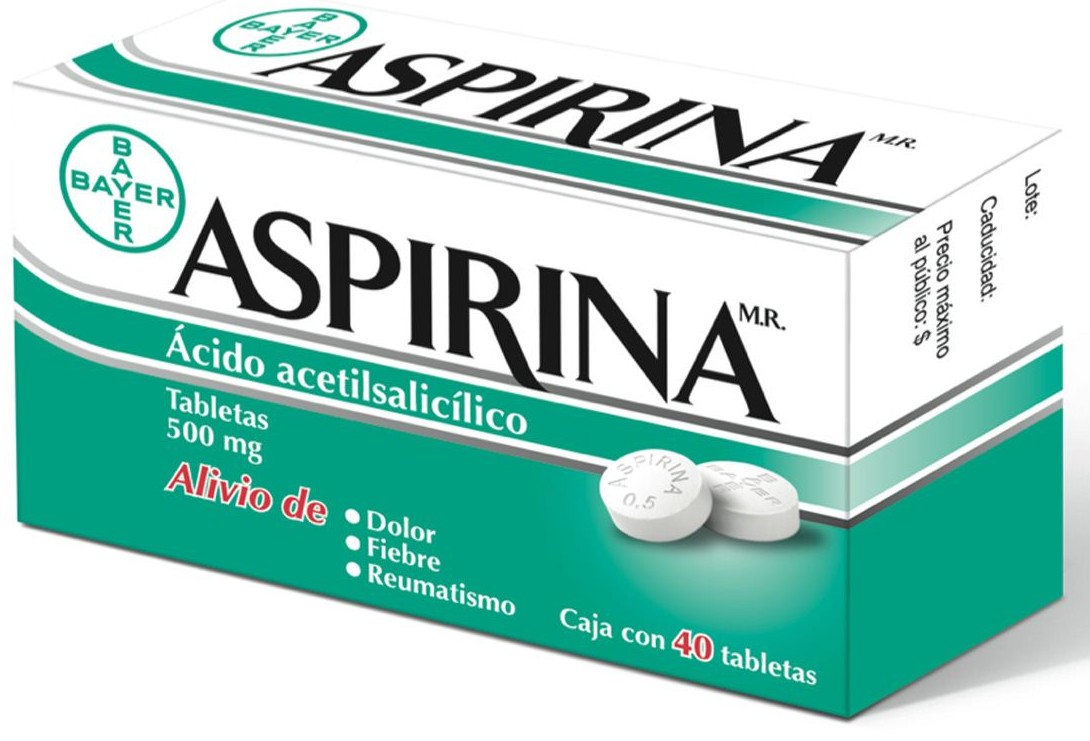 BAYER
BAYER
ASPIRINA M.R.
BAYER
BAYER
ASPIRINA M.R.
Ácido acetilsalicílico
Tabletas
500 mg
Alivio de
• Dolor
• Fiebre
• Reumatismo
ASPIRINA
0.5
BAYER
BAYER
Caja con 40 tabletas
Lote:
Caducidad:
Precio máximo
al público: $